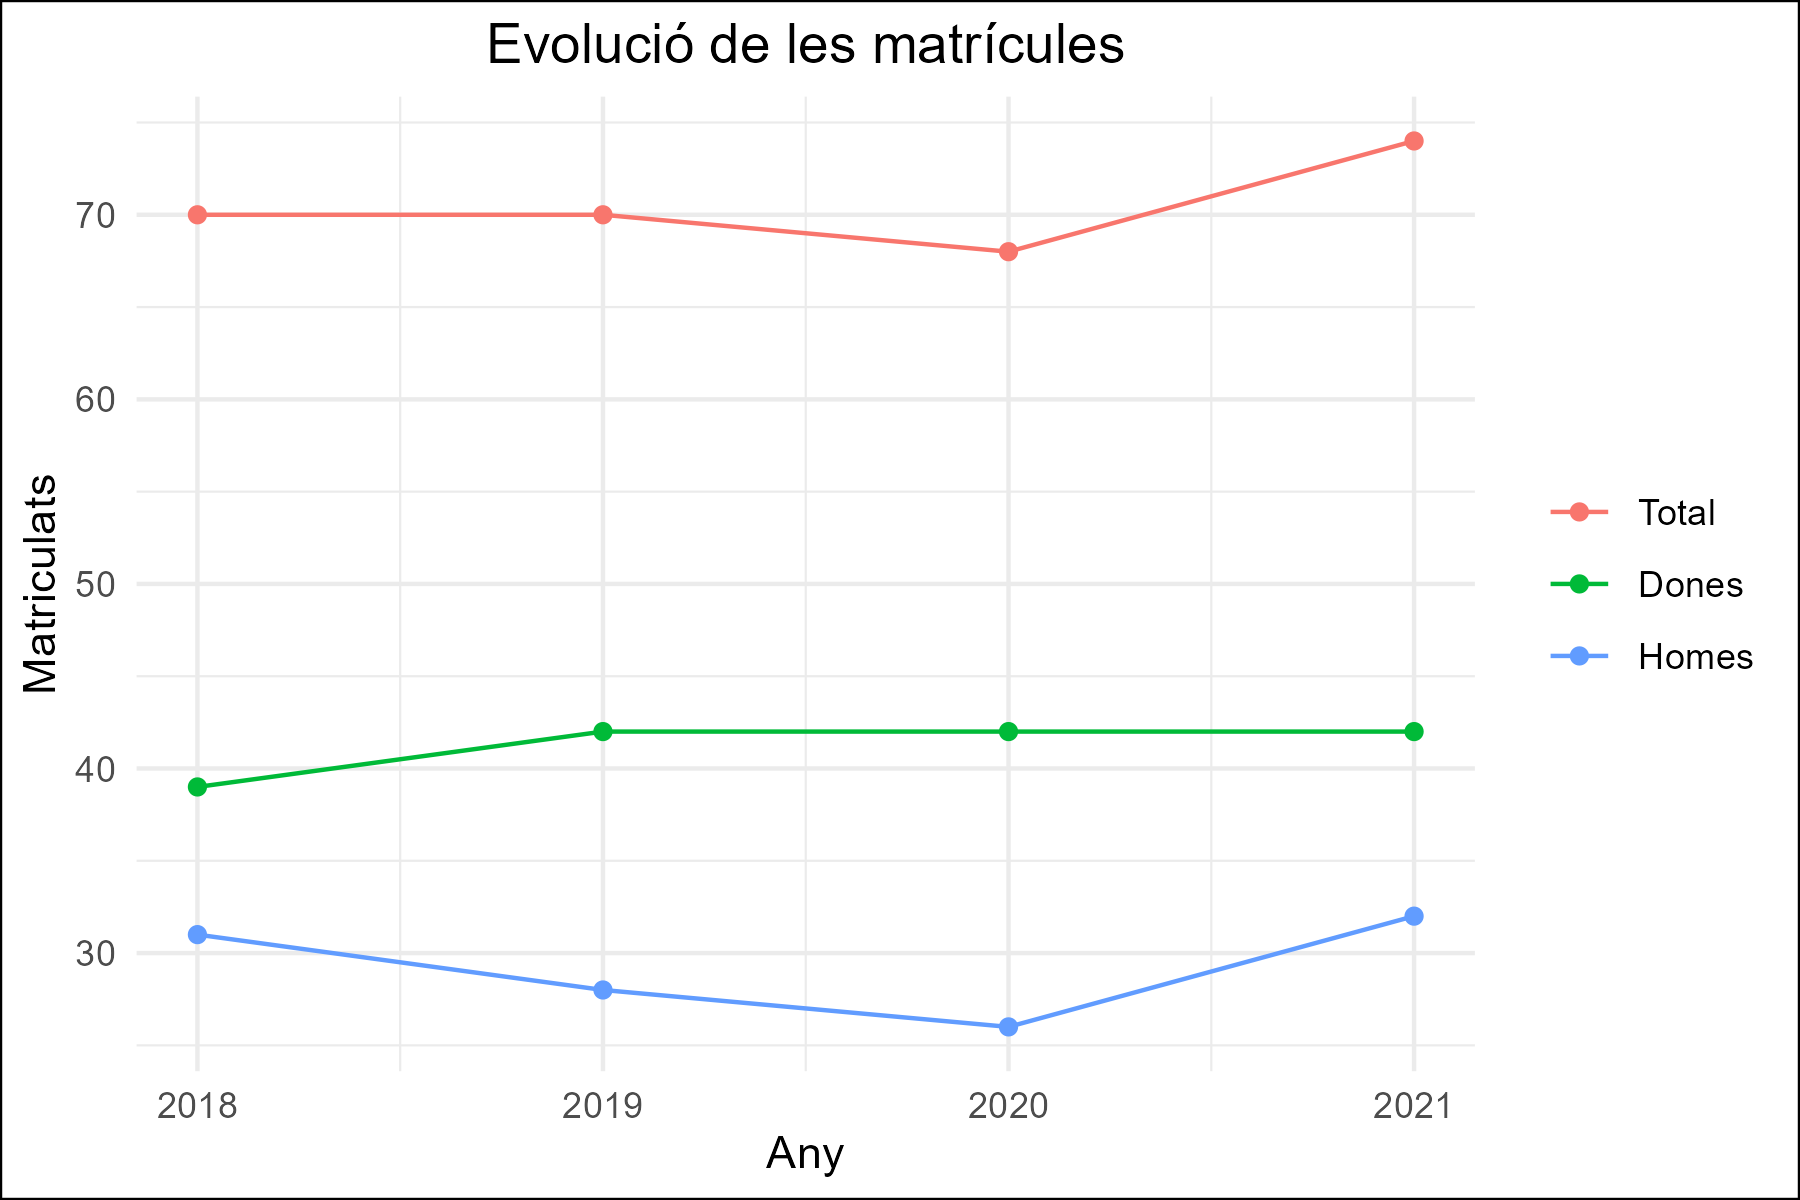 Evolució de les matrícules
Matriculats
70
60
50
40
30
2018
2019
2020
2021
Any
Total
Dones
Homes